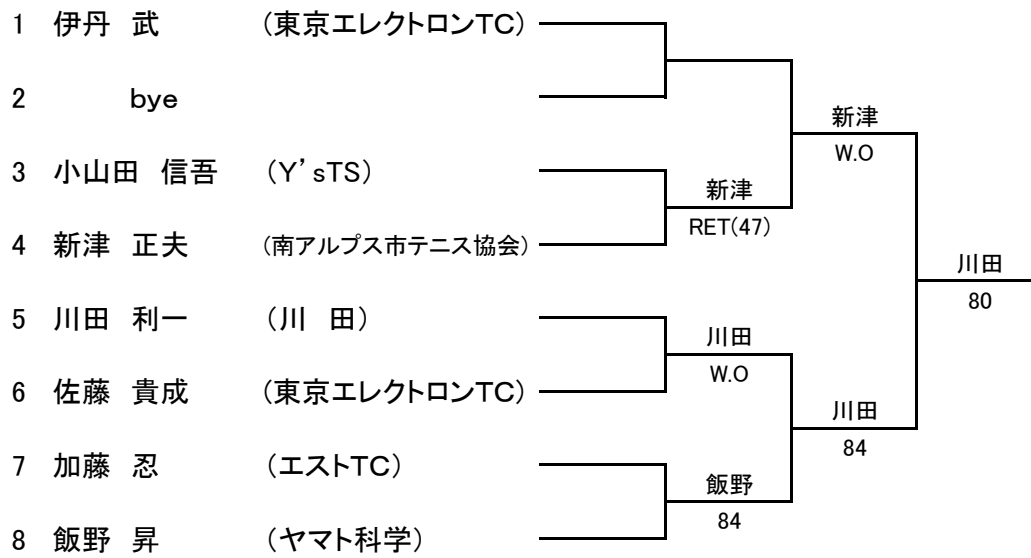 1 伊丹 武 (東京エレクトロンTC)
2 bye
新津
W.O
3 小山田 信吾 (Y'sTS)
新津
RET(47)
4 新津 正夫 (南アルプス市テニス協会)
川田
80
5 川田 利一 (川 田)
川田
W.O
6 佐藤 貴成 (東京エレクトロンTC)
川田
84
7 加藤 忍 (エストTC)
飯野
84
8 飯野 昇 (ヤマト科学)